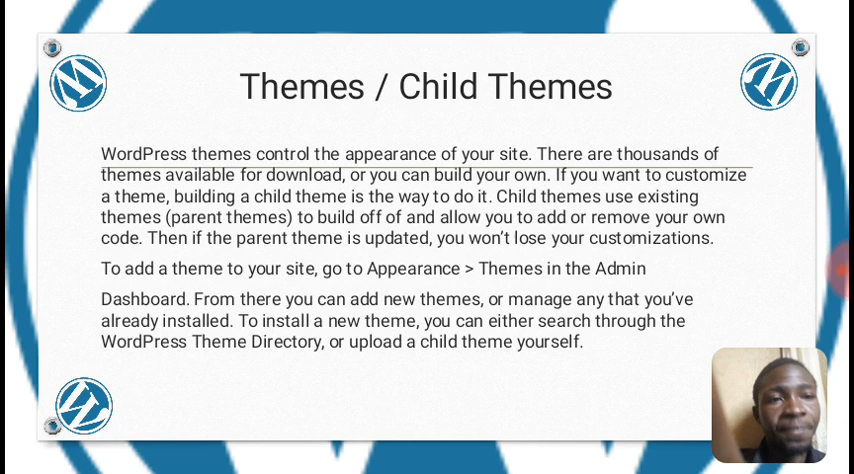 Themes / Child Themes
WordPress themes control the appearance of your site. There are thousands of
themes available for download, or you can build your own. If you want to customize
a theme, building a child theme is the way to do it. Child themes use existing
themes (parent themes) to build off of and allow you to add or remove your own
code. Then if the parent theme is updated, you won’t lose your customizations.
To add a theme to your site, go to Appearance > Themes in the Admin
Dashboard. From there you can add new themes, or manage any that you’ve
already installed. To install a new theme, you can either search through the
WordPress Theme Directory, or upload a child theme yourself.